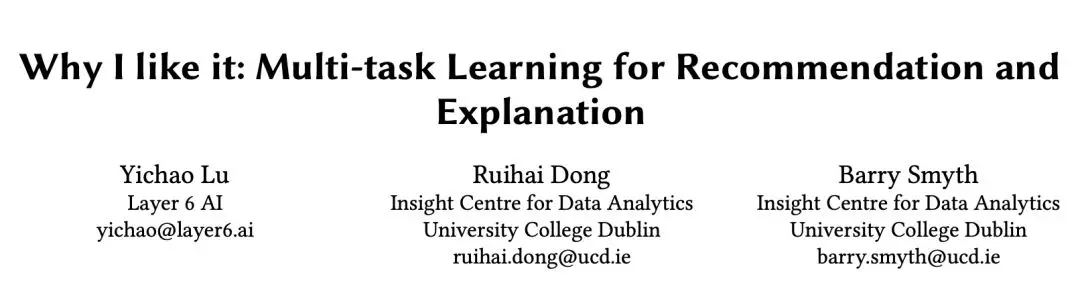 Why I like it: Multi-task Learning for Recommendation and
Explanation
Yichao Lu
Layer 6 AI
yichao@layer6.ai
Ruihai Dong
Insight Centre for Data Analytics
University College Dublin
ruihai.dong@ucd.ie
Barry Smyth
Insight Centre for Data Analytics
University College Dublin
barry.smyth@ucd.ie